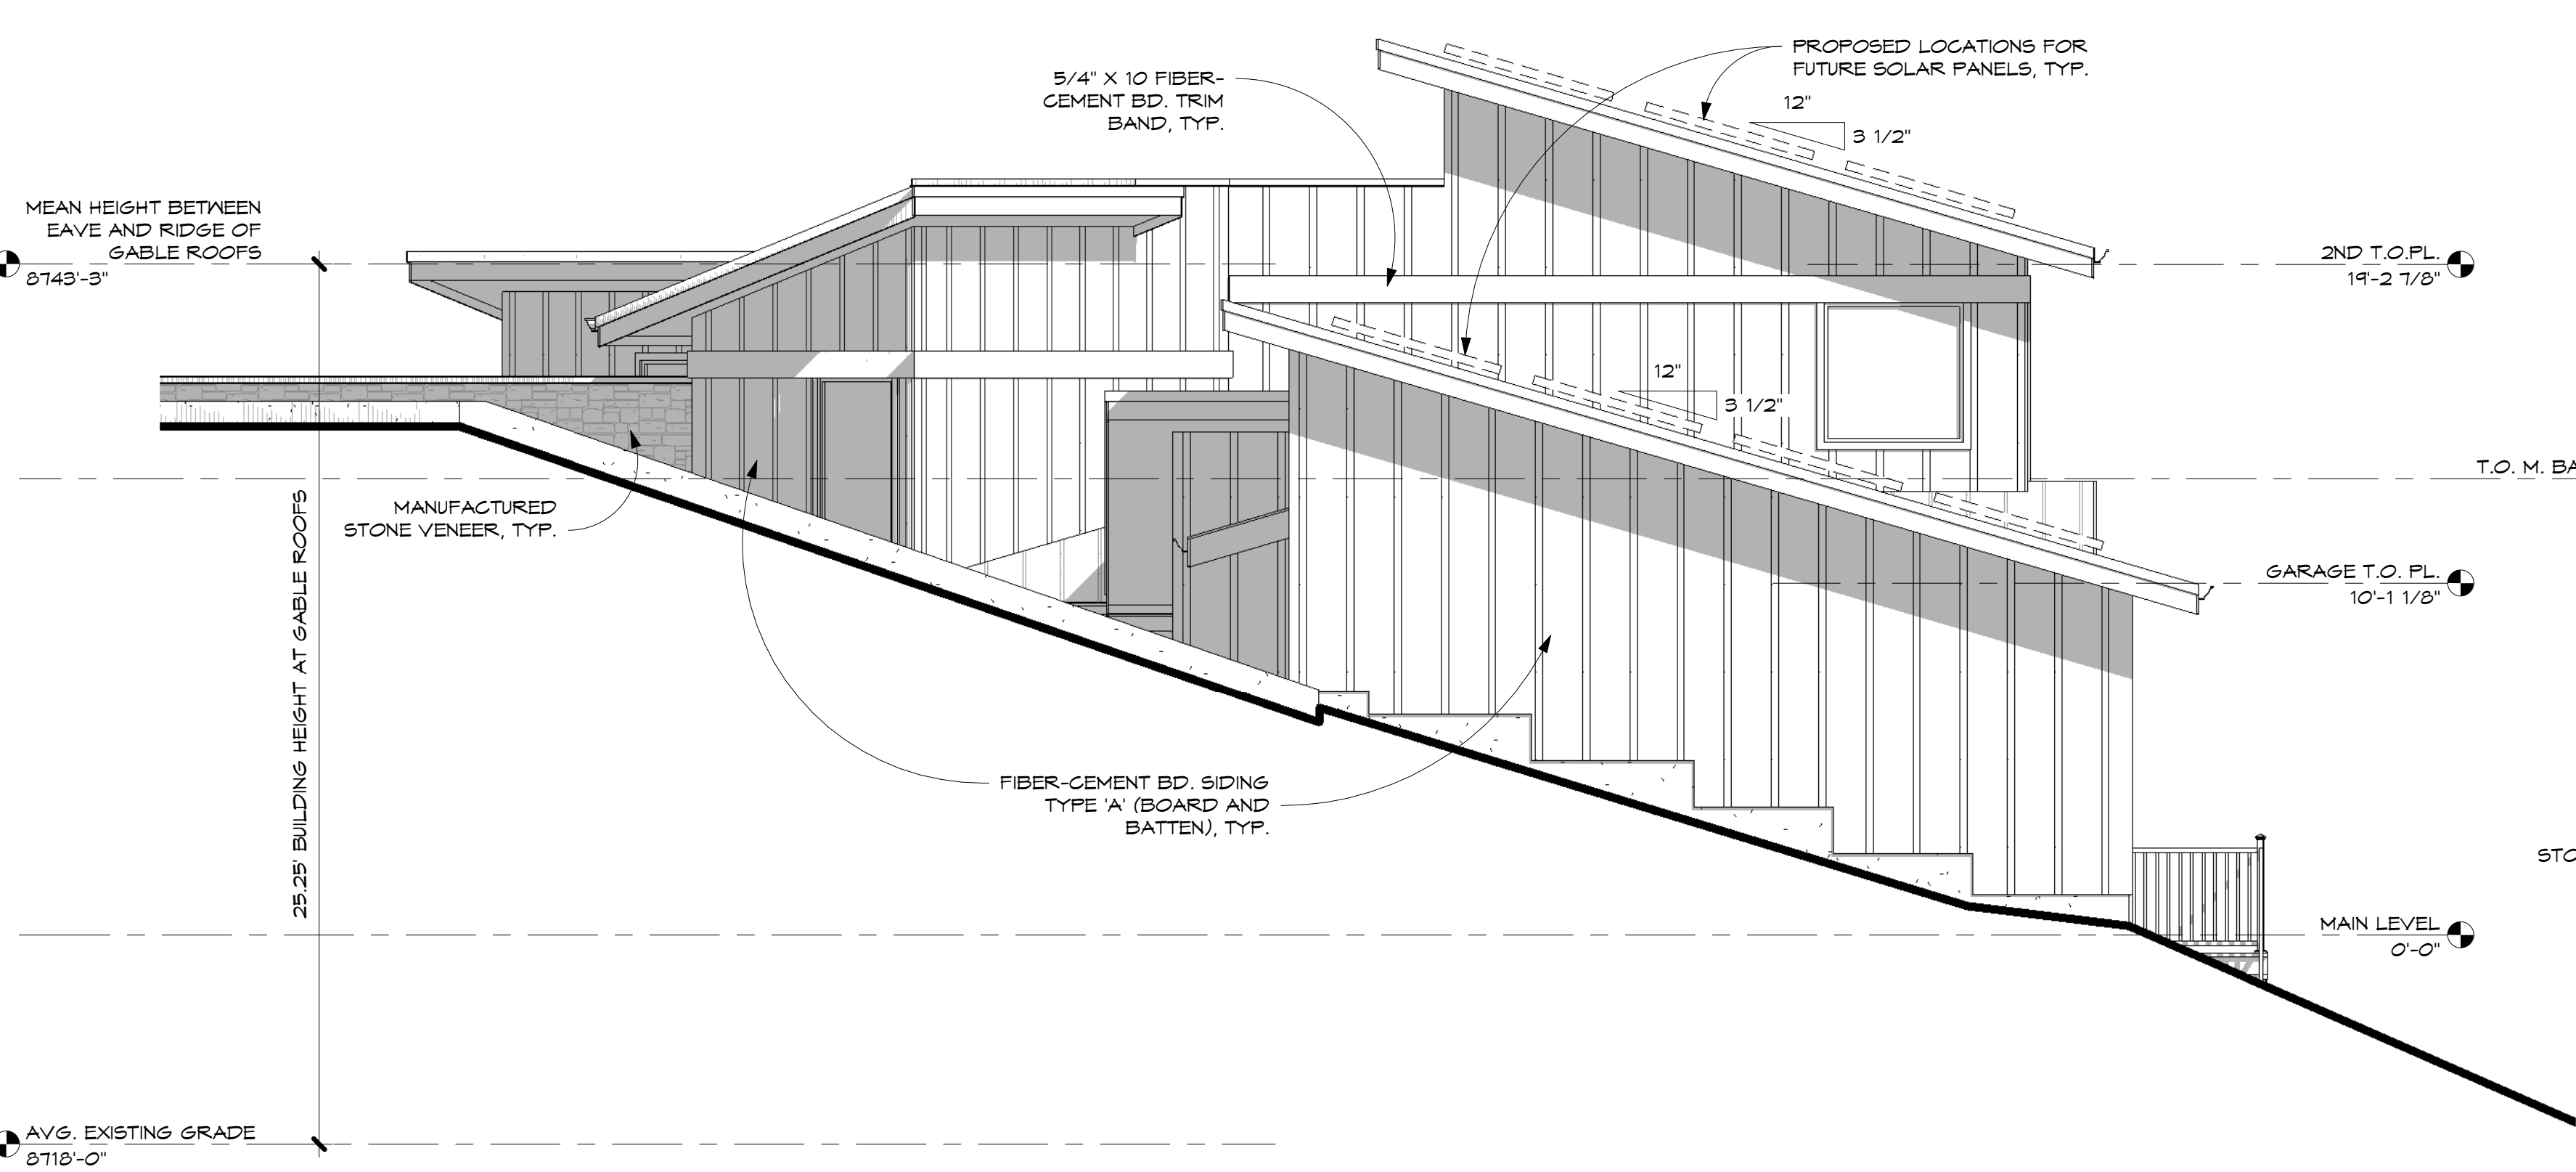 PROPOSED LOCATIONS FOR
FUTURE SOLAR PANELS, TYP.
5/4" X 10 FIBER-
CEMENT BD. TRIM
BAND, TYP.
12"
3 1/2"
MEAN HEIGHT BETWEEN
EAVE AND RIDGE OF
GABLE ROOFS
8743'-3"
2ND T.O.PL.
19'-2 7/8"
12"
3 1/2"
T.O. M. BA
MANUFACTURED
STONE VENEER, TYP.
25.25' BUILDING HEIGHT AT GABLE ROOFS
GARAGE T.O. PL.
10'-1 1/8"
FIBER-CEMENT BD. SIDING
TYPE 'A' (BOARD AND
BATTEN), TYP.
STO
MAIN LEVEL
0'-0"
AVG. EXISTING GRADE
8718'-0"